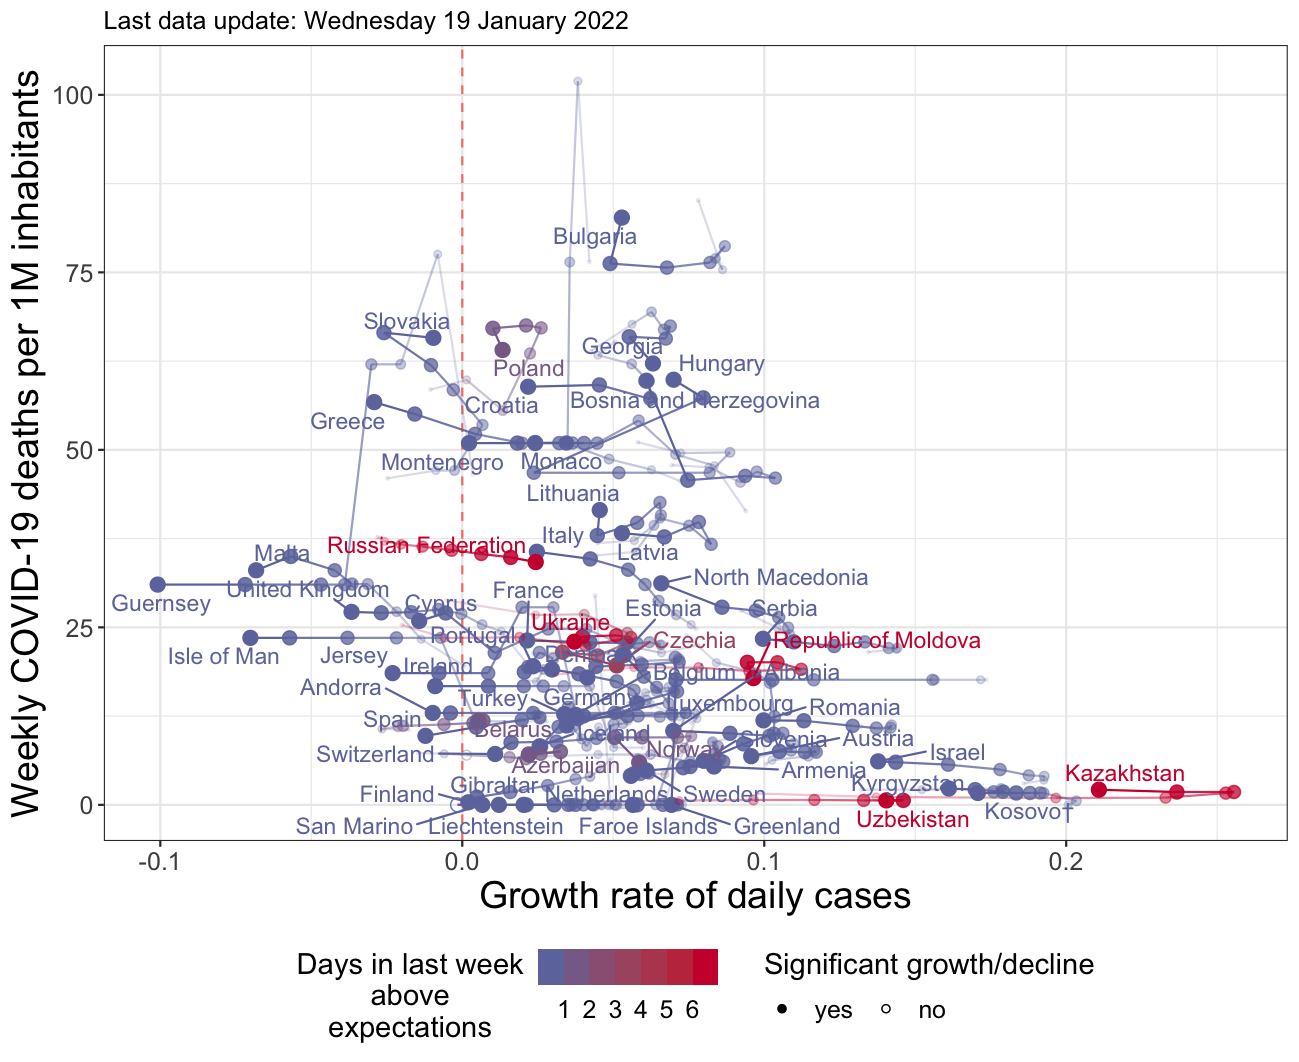 Last data update: Wednesday 19 January 2022
Weekly COVID-19 deaths per 1M inhabitants
100
75
50
25
0
Bulgaria
Slovakia
Georgia
Poland
Hungary
Croatia
Bosnia and Herzegovina
Greece
Montenegro
Monaco
Lithuania
Italy
Russian Federation
Latvia
Malta
North Macedonia
United Kingdom
France
Guernsey
Cyprus
Estonia
Serbia
Ukraine
Portugal
Czechia
Republic of Moldova
Isle of Man
Jersey
Denmark
Ireland
Belgium
Albania
Andorra
Turkey
Germany
Luxembourg
Romania
Spain
Belarus
Iceland
Slovenia
Austria
Switzerland
Norway
Israel
Azerbaijan
Armenia
Kazakhstan
Gibraltar
Kyrgyzstan
Finland
Netherlands
Sweden
Kosovo†
Uzbekistan
San Marino
Liechtenstein
Faroe Islands
Greenland
-0.1
0.0
0.1
0.2
Growth rate of daily cases
Days in last week
above
expectations
1 2 3 4 5 6
Significant growth/decline
yes
no